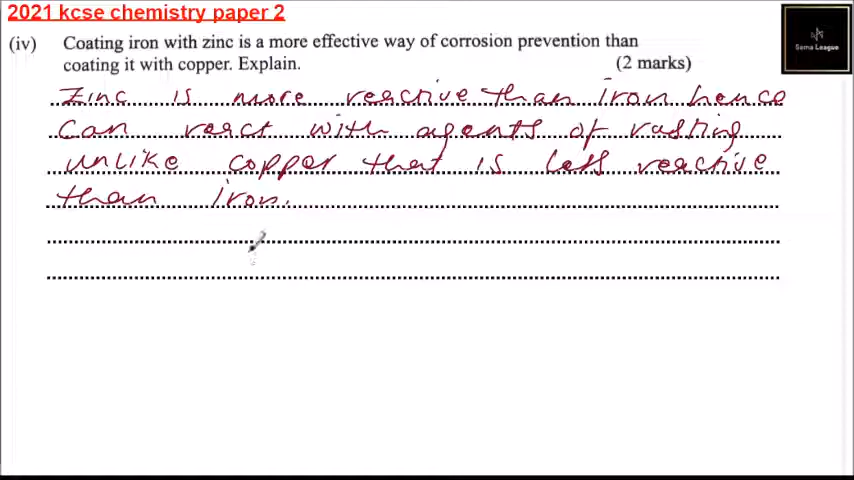 2021 kcse chemistry paper 2
(iv) Coating iron with zinc is a more effective way of corrosion prevention than
coating it with copper. Explain. (2 marks)
Zinc is more reactive than iron hence
can react with agents of rusting
unlike copper that is less reactive
than iron.
Gama League